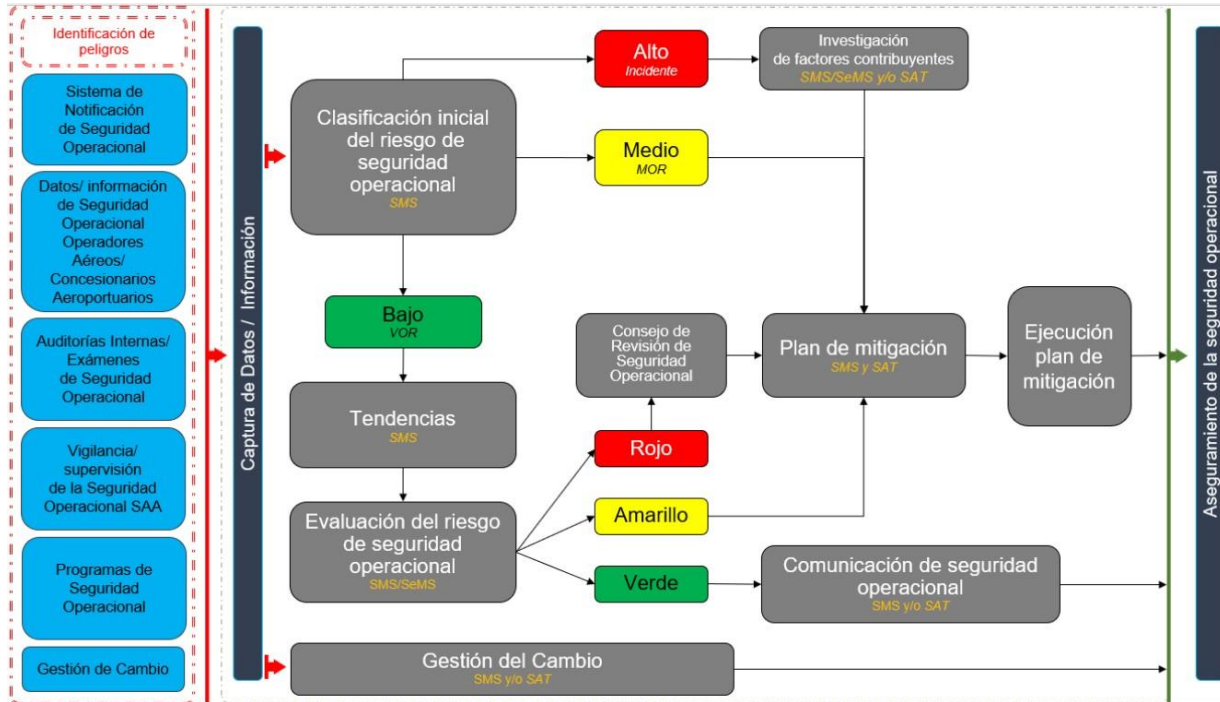 Identificación de
peligros
Sistema de
Notificación
de Seguridad
Operacional
Datos/ información
de Seguridad
Operacional
Operadores
Aéreos/
Concesionarios
Aeroportuarios
Auditorías Internas/
Exámenes
de Seguridad
Operacional
Vigilancia/
supervisión
de la Seguridad
Operacional SAA
Programas de
Seguridad
Operacional
Gestión de Cambio
Captura de Datos / Información
Clasificación inicial
del riesgo de
seguridad
operacional
SMS
Alto
Incidente
Investigación
de factores contribuyentes
SMS/SeMS y/o SAT
Medio
MOR
Bajo
VOR
Tendencias
SMS
Evaluación del riesgo
de seguridad
operacional
SMS/SeMS
Consejo de
Revisión de
Seguridad
Operacional
Rojo
Amarillo
Verde
Plan de mitigación
SMS y SAT
Ejecución
plan de
mitigación
Comunicación de seguridad
operacional
SMS y/o SAT
Gestión del Cambio
SMS y/o SAT
Aseguramiento de la seguridad operacional